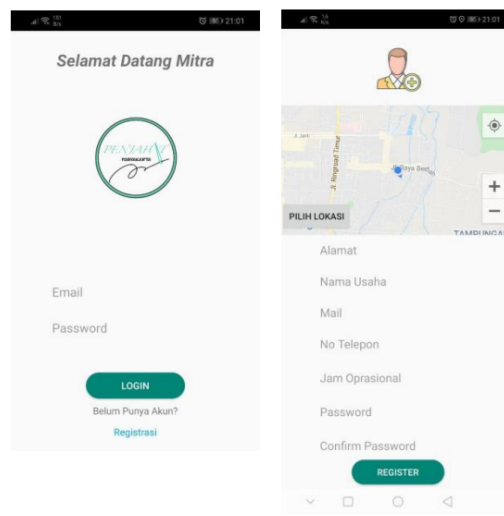 21:01
Selamat Datang Mitra
PENJAHIT
YOGYAKARTA
Email
Password
LOGIN
Belum Punya Akun?
Registrasi
21:01
Jl. Ringroad Timur
PILIH LOKASI
Alamat
Nama Usaha
Mail
No Telepon
Jam Oprasional
Password
Confirm Password
REGISTER